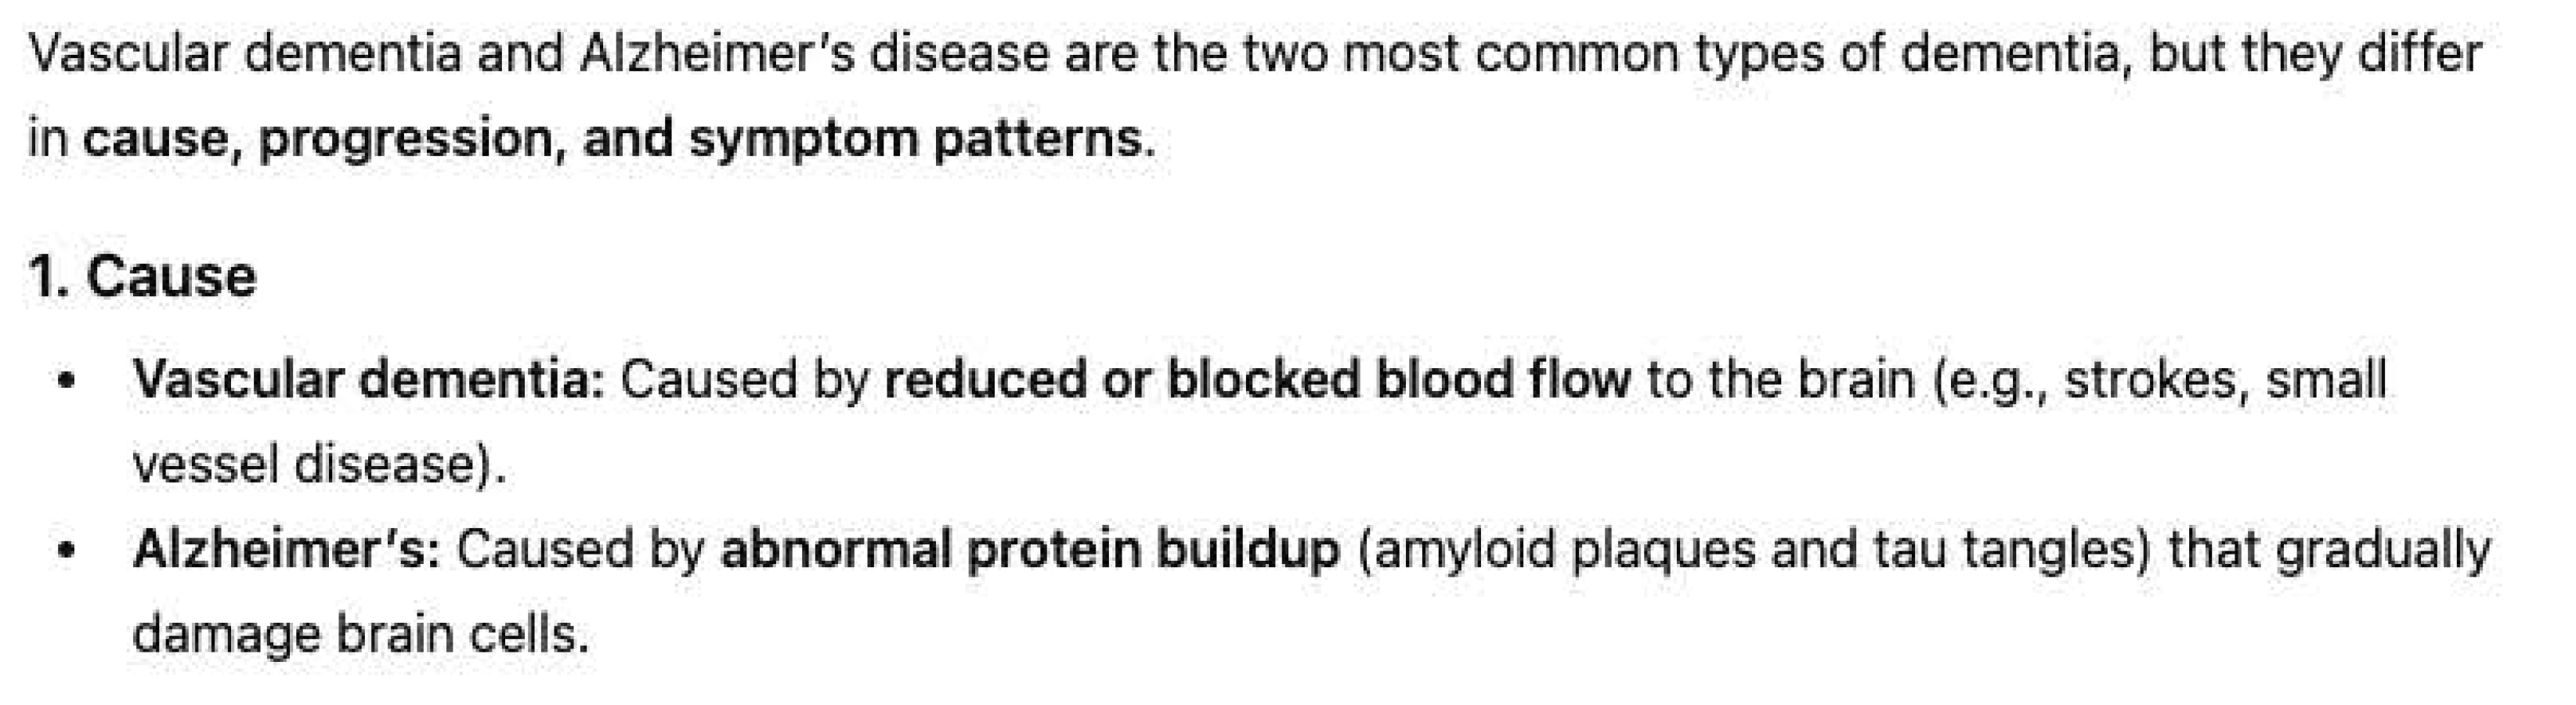 Vascular dementia and Alzheimer’s disease are the two most common types of dementia, but they differ
in cause, progression, and symptom patterns.
1. Cause
• Vascular dementia: Caused by reduced or blocked blood flow to the brain (e.g., strokes, small
vessel disease).
• Alzheimer’s: Caused by abnormal protein buildup (amyloid plaques and tau tangles) that gradually
damage brain cells.